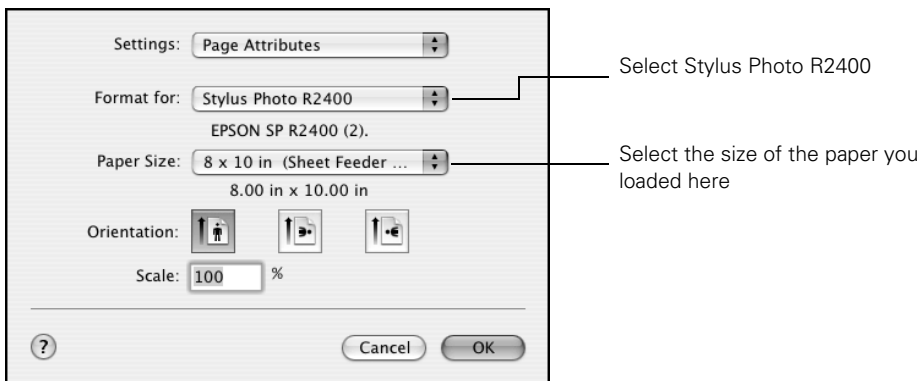 Settings: Page Attributes
Select Stylus Photo R2400
Format for: Stylus Photo R2400
EPSON SP R2400 (2).
Paper Size: 8 x 10 in (Sheet Feeder ...
Select the size of the paper you
loaded here
8.00 in x 10.00 in
Orientation:
Scale: 100 %
? Cancel OK